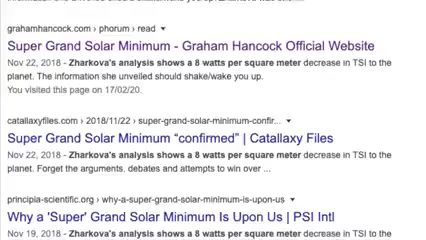 grahamhancock.com › phorum › read
Super Grand Solar Minimum - Graham Hancock Official Website
Nov 22, 2018 - Zharkova's analysis shows a 8 watts per square meter decrease in TSI to the
planet. The information she unveiled should shake/wake you up.
You visited this page on 17/02/20.
catallaxyfiles.com › 2018/11/22 › super-grand-solar-minimum-confir...
Super Grand Solar Minimum “confirmed” | Catallaxy Files
Nov 22, 2018 - Zharkova's analysis shows a 8 watts per square meter decrease in TSI to the
planet. Forget the arguments, debates and attempts to win over ...
principia-scientific.org › why-a-super-grand-solar-minimum-is-upon-us
Why a 'Super' Grand Solar Minimum Is Upon Us | PSI Intl
Nov 19, 2018 - Zharkova's analysis shows a 8 watts per square meter decrease in TSI to the